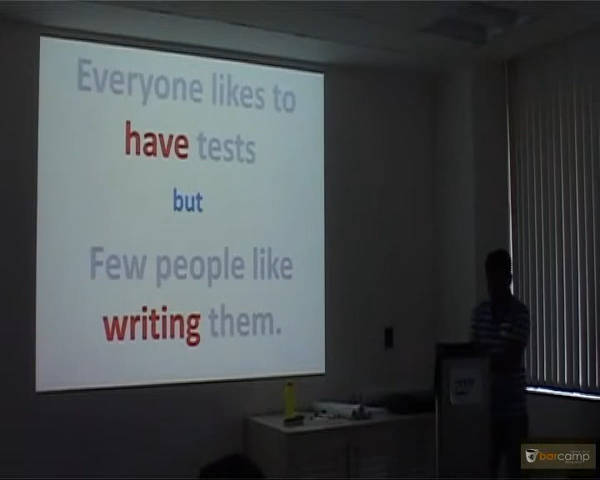 Everyone likes to
have tests
but
Few people like
writing them.
barcamp